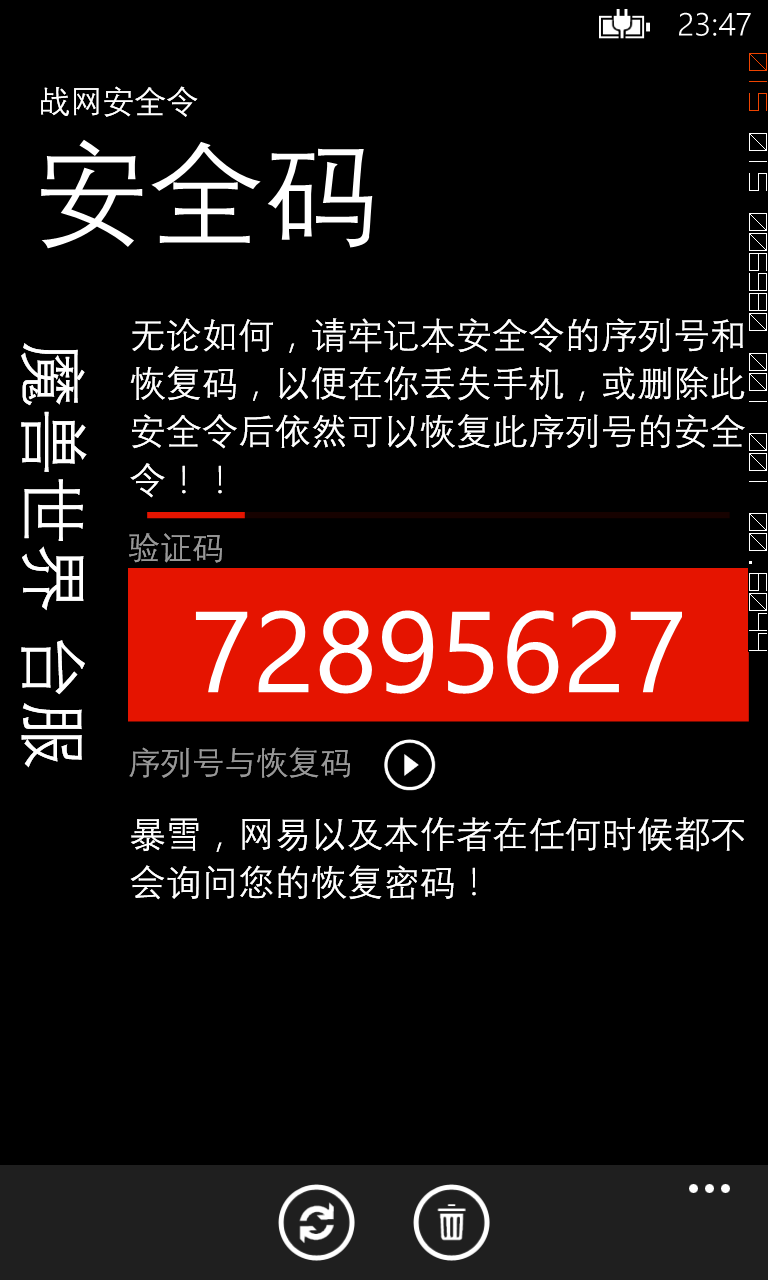 23:47
战网安全令
安全码
魔兽世界 台服
无论如何，请牢记本安全令的序列号和
恢复码，以便在你丢失手机，或删除此
安全令后依然可以恢复此序列号的安全
令！！
验证码
72895627
序列号与恢复码
暴雪，网易以及本作者在任何时候都不
会询问您的恢复密码！